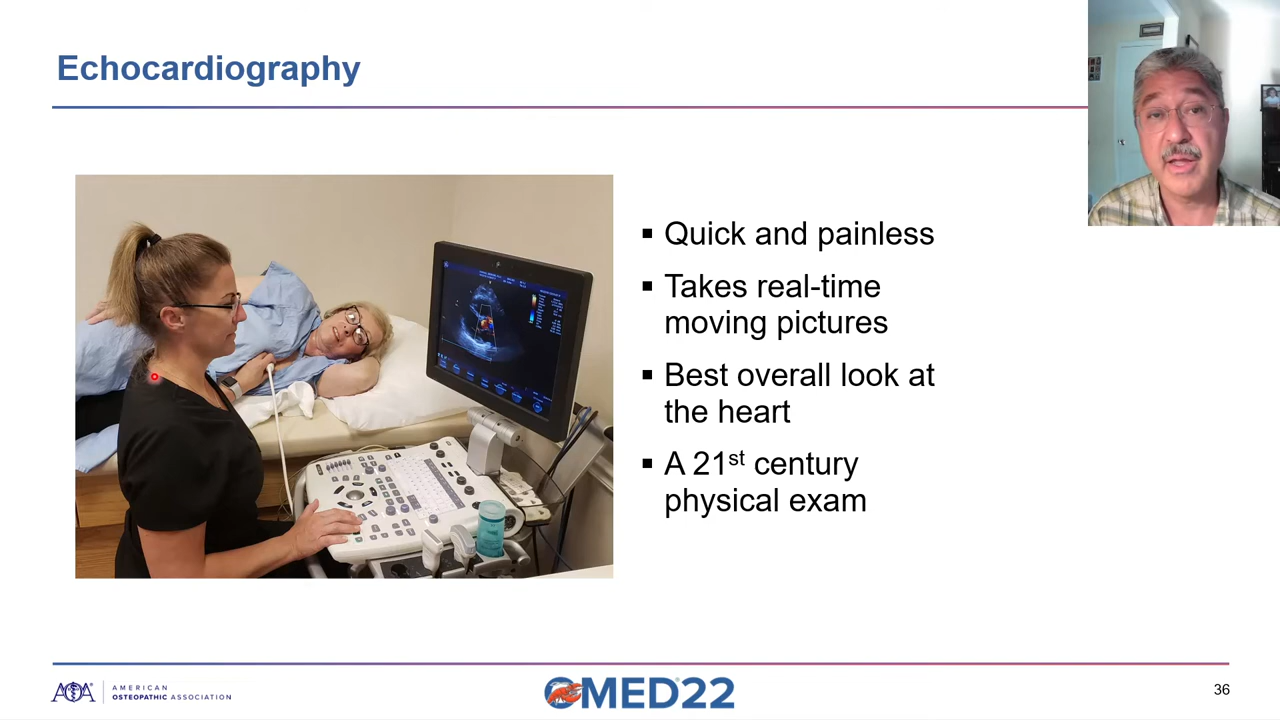 Echocardiography
▪ Quick and painless
▪ Takes real-time
moving pictures
▪ Best overall look at
the heart
▪ A 21st century
physical exam
AOA
AMERICAN
OSTEOPATHIC ASSOCIATION
OMED22
36